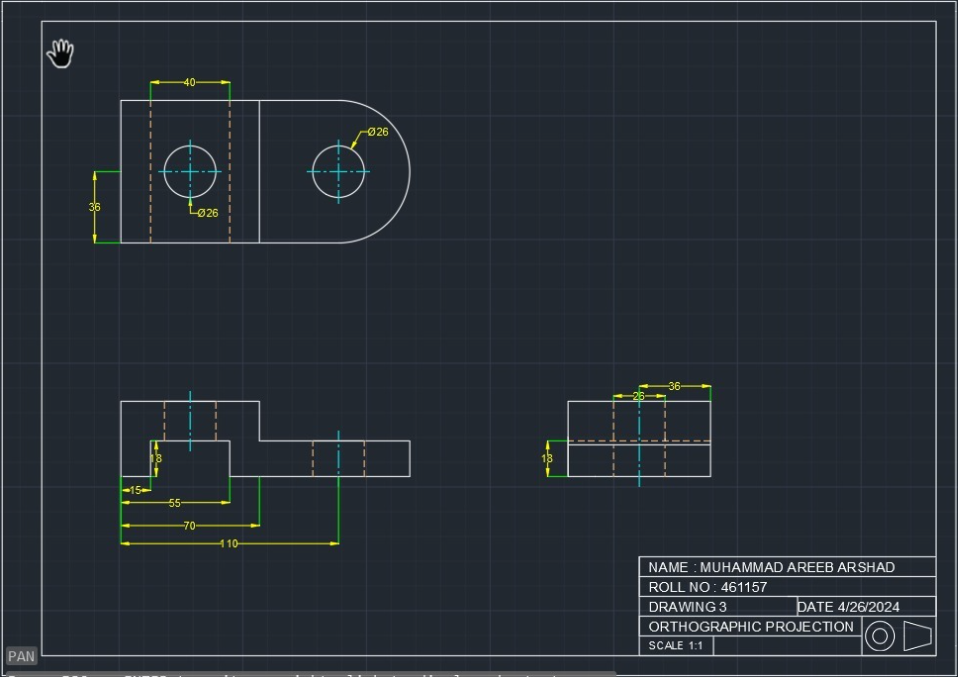 40
Ø26
36
Ø26
36
26
18
18
15
55
70
110
NAME : MUHAMMAD AREEB ARSHAD
ROLL NO : 461157
DRAWING 3 DATE 4/26/2024
ORTHOGRAPHIC PROJECTION
SCALE 1:1
PAN